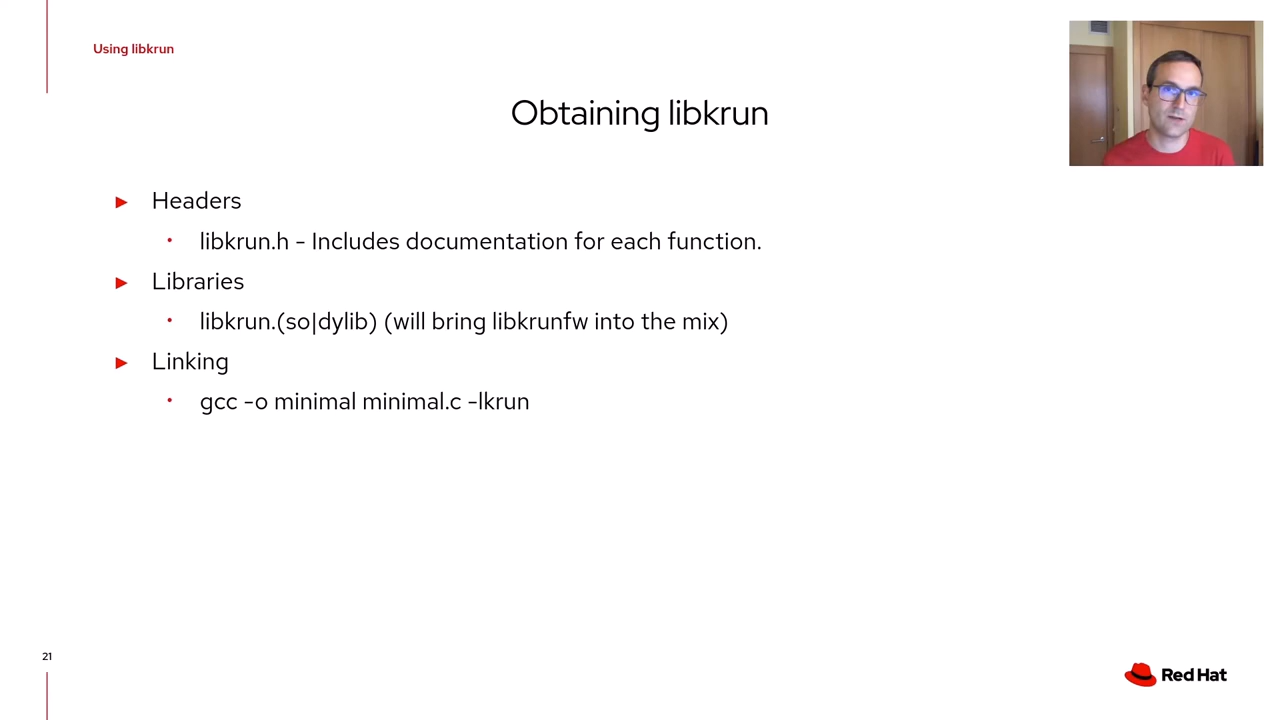 Using libkrun
Obtaining libkrun
► Headers
• libkrun.h - Includes documentation for each function.
► Libraries
• libkrun.(so|dylib) (will bring libkrunfw into the mix)
► Linking
• gcc -o minimal minimal.c -lkrun
21
Red Hat